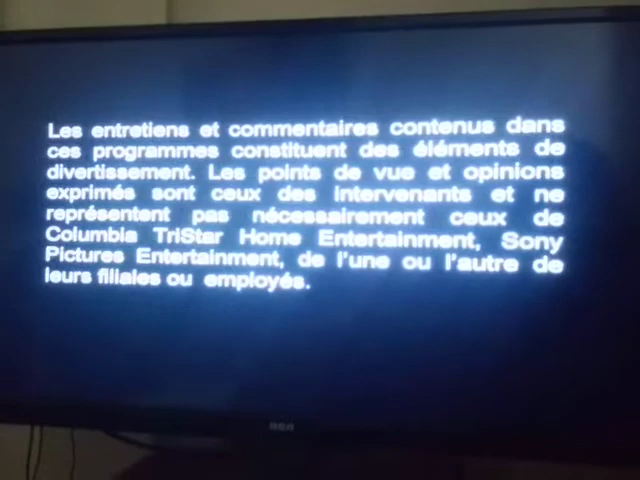 Les entretiens et commentaires contenus dans
ces programmes constituent des éléments de
divertissement. Les points de vue et opinions
exprimés sont ceux des intervenants et ne
représentent pas nécessairement ceux de
Columbia TriStar Home Entertainment, Sony
Pictures Entertainment, de l'une ou l'autre de
leurs filiales ou employés.
RCA